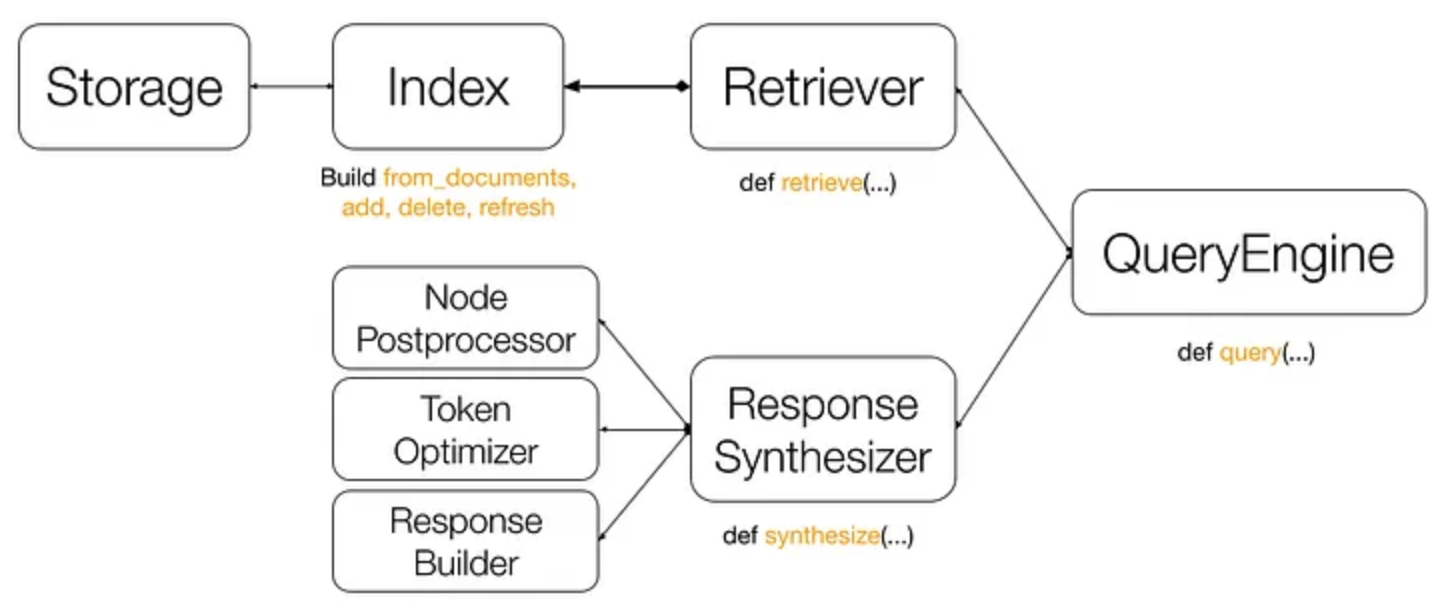 Storage
Index
Retriever
Build from_documents,
add, delete, refresh
def retrieve(...)
QueryEngine
def query(...)
Node
Postprocessor
Token
Optimizer
Response
Builder
Response
Synthesizer
def synthesize(...)